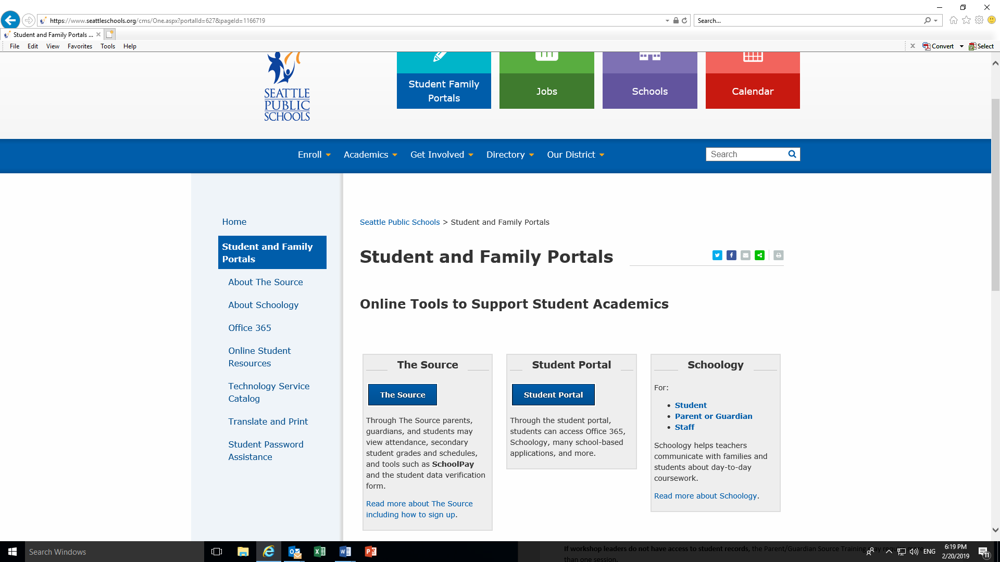 https://www.seattleschools.org/cms/One.aspx?portalId=627&pageId=1166719
Search...
Student and Family Portals ...
File Edit View Favorites Tools Help
Convert
Select
SEATTLE
PUBLIC
SCHOOLS
Student Family
Portals
Jobs
Schools
Calendar
Enroll Academics Get Involved Directory Our District
Search
Home
Student and Family
Portals
About The Source
About Schoology
Office 365
Online Student
Resources
Technology Service
Catalog
Translate and Print
Student Password
Assistance
Seattle Public Schools > Student and Family Portals
Student and Family Portals
Online Tools to Support Student Academics
The Source
The Source
Through The Source parents,
guardians, and students may
view attendance, secondary
student grades and schedules,
and tools such as SchoolPay
and the student data verification
form.
Read more about The Source
including how to sign up.
Student Portal
Student Portal
Through the student portal,
students can access Office 365,
Schoology, many school-based
applications, and more.
Schoology
For:
• Student
• Parent or Guardian
• Staff
Schoology helps teachers
communicate with families and
students about day-to-day
coursework.
Read more about Schoology.
Search Windows
If workshop leaders do not have access to student records, the Parent/Guardian Source Training
than one session.
ENG
6:19 PM
2/20/2019
11